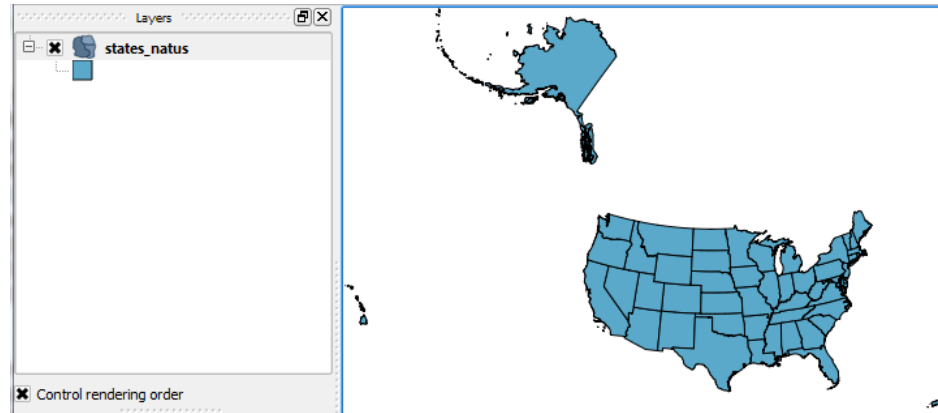 Layers
states_natus
Control rendering order